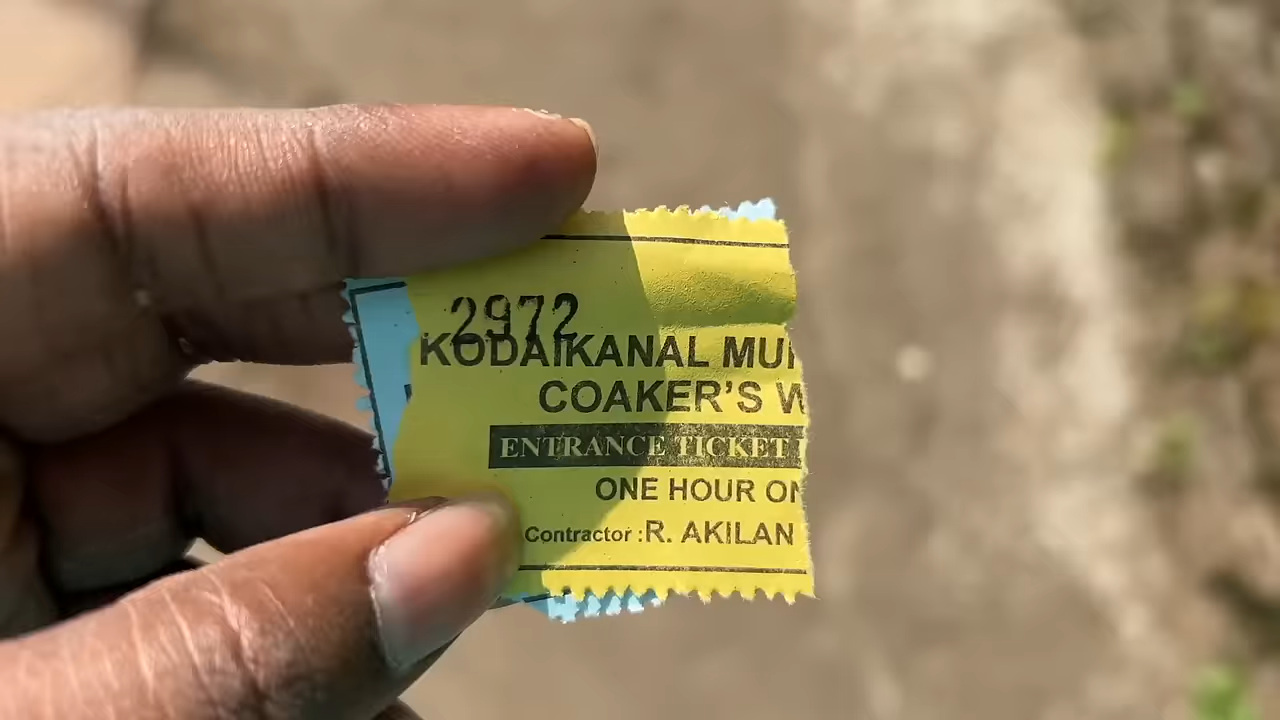 2972
KODAIKANAL MU
COAKER'S W
ENTRANCE TICKET
ONE HOUR ON
Contractor : R. AKILAN